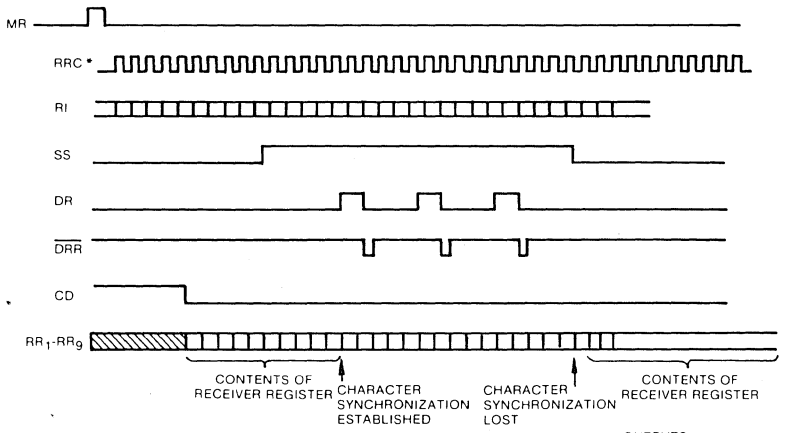 MR
RRC *
RI
SS
DR
DRR
CD
RR1-RR9
CONTENTS OF
RECEIVER REGISTER
CHARACTER
SYNCHRONIZATION
ESTABLISHED
CHARACTER
SYNCHRONIZATION
LOST
CONTENTS OF
RECEIVER REGISTER